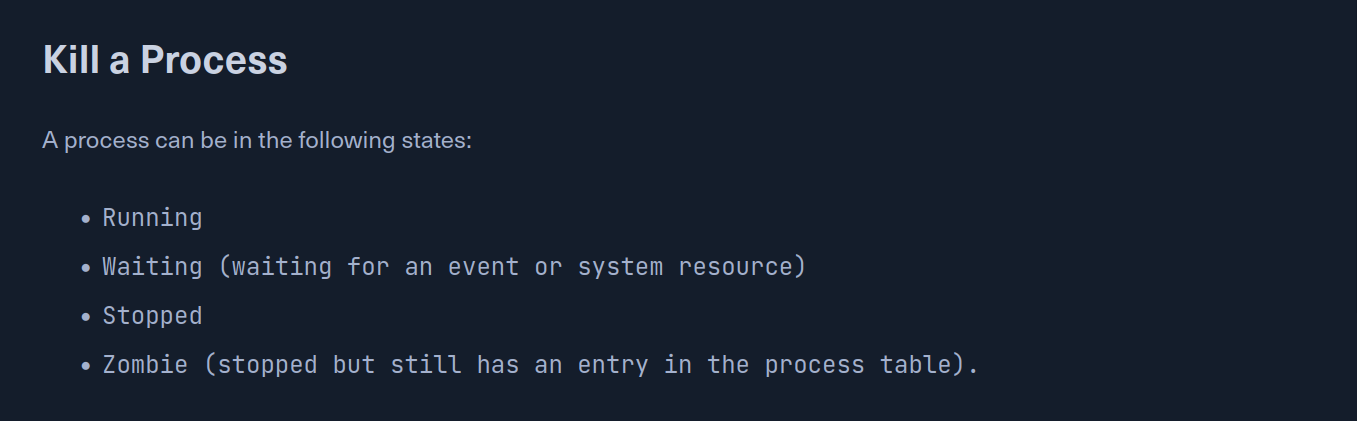 Kill a Process
A process can be in the following states:
• Running
• Waiting (waiting for an event or system resource)
• Stopped
• Zombie (stopped but still has an entry in the process table).